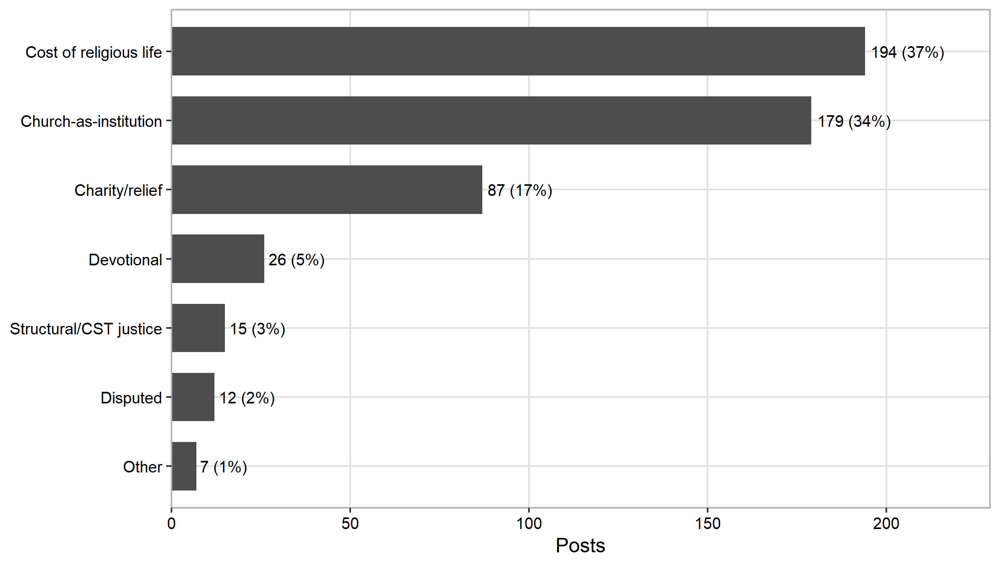 Cost of religious life 194 (37%)
Church-as-institution 179 (34%)
Charity/relief 87 (17%)
Devotional 26 (5%)
Structural/CST justice 15 (3%)
Disputed 12 (2%)
Other 7 (1%)
0 50 100 150 200
Posts